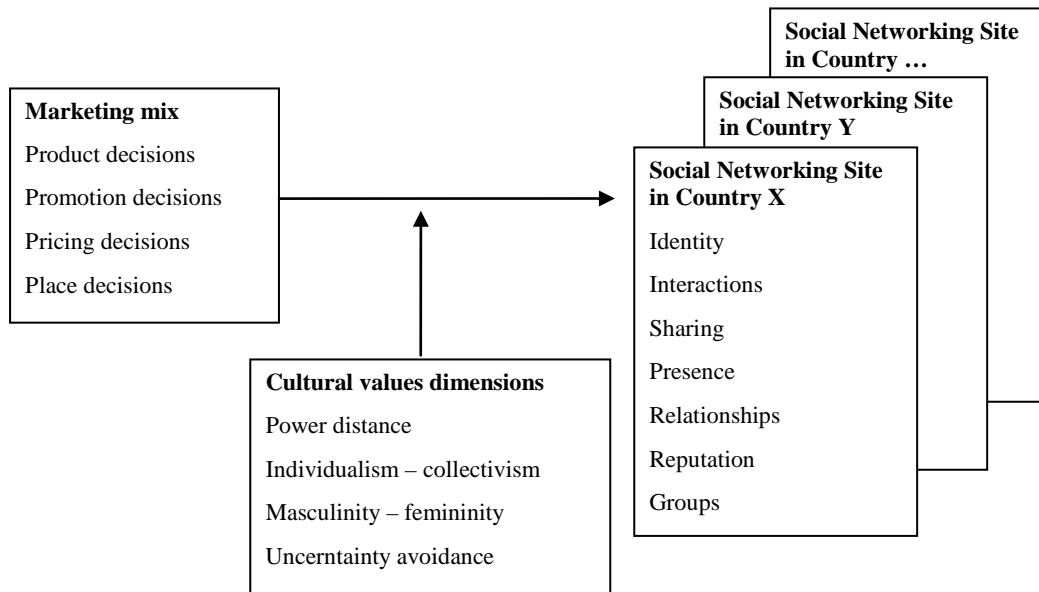 Social Networking Site
in Country …
Social Networking Site
in Country Y
Marketing mix
Product decisions
Promotion decisions
Pricing decisions
Place decisions
Social Networking Site
in Country X
Identity
Interactions
Sharing
Presence
Relationships
Reputation
Groups
Cultural values dimensions
Power distance
Individualism – collectivism
Masculinity – femininity
Uncerntainty avoidance